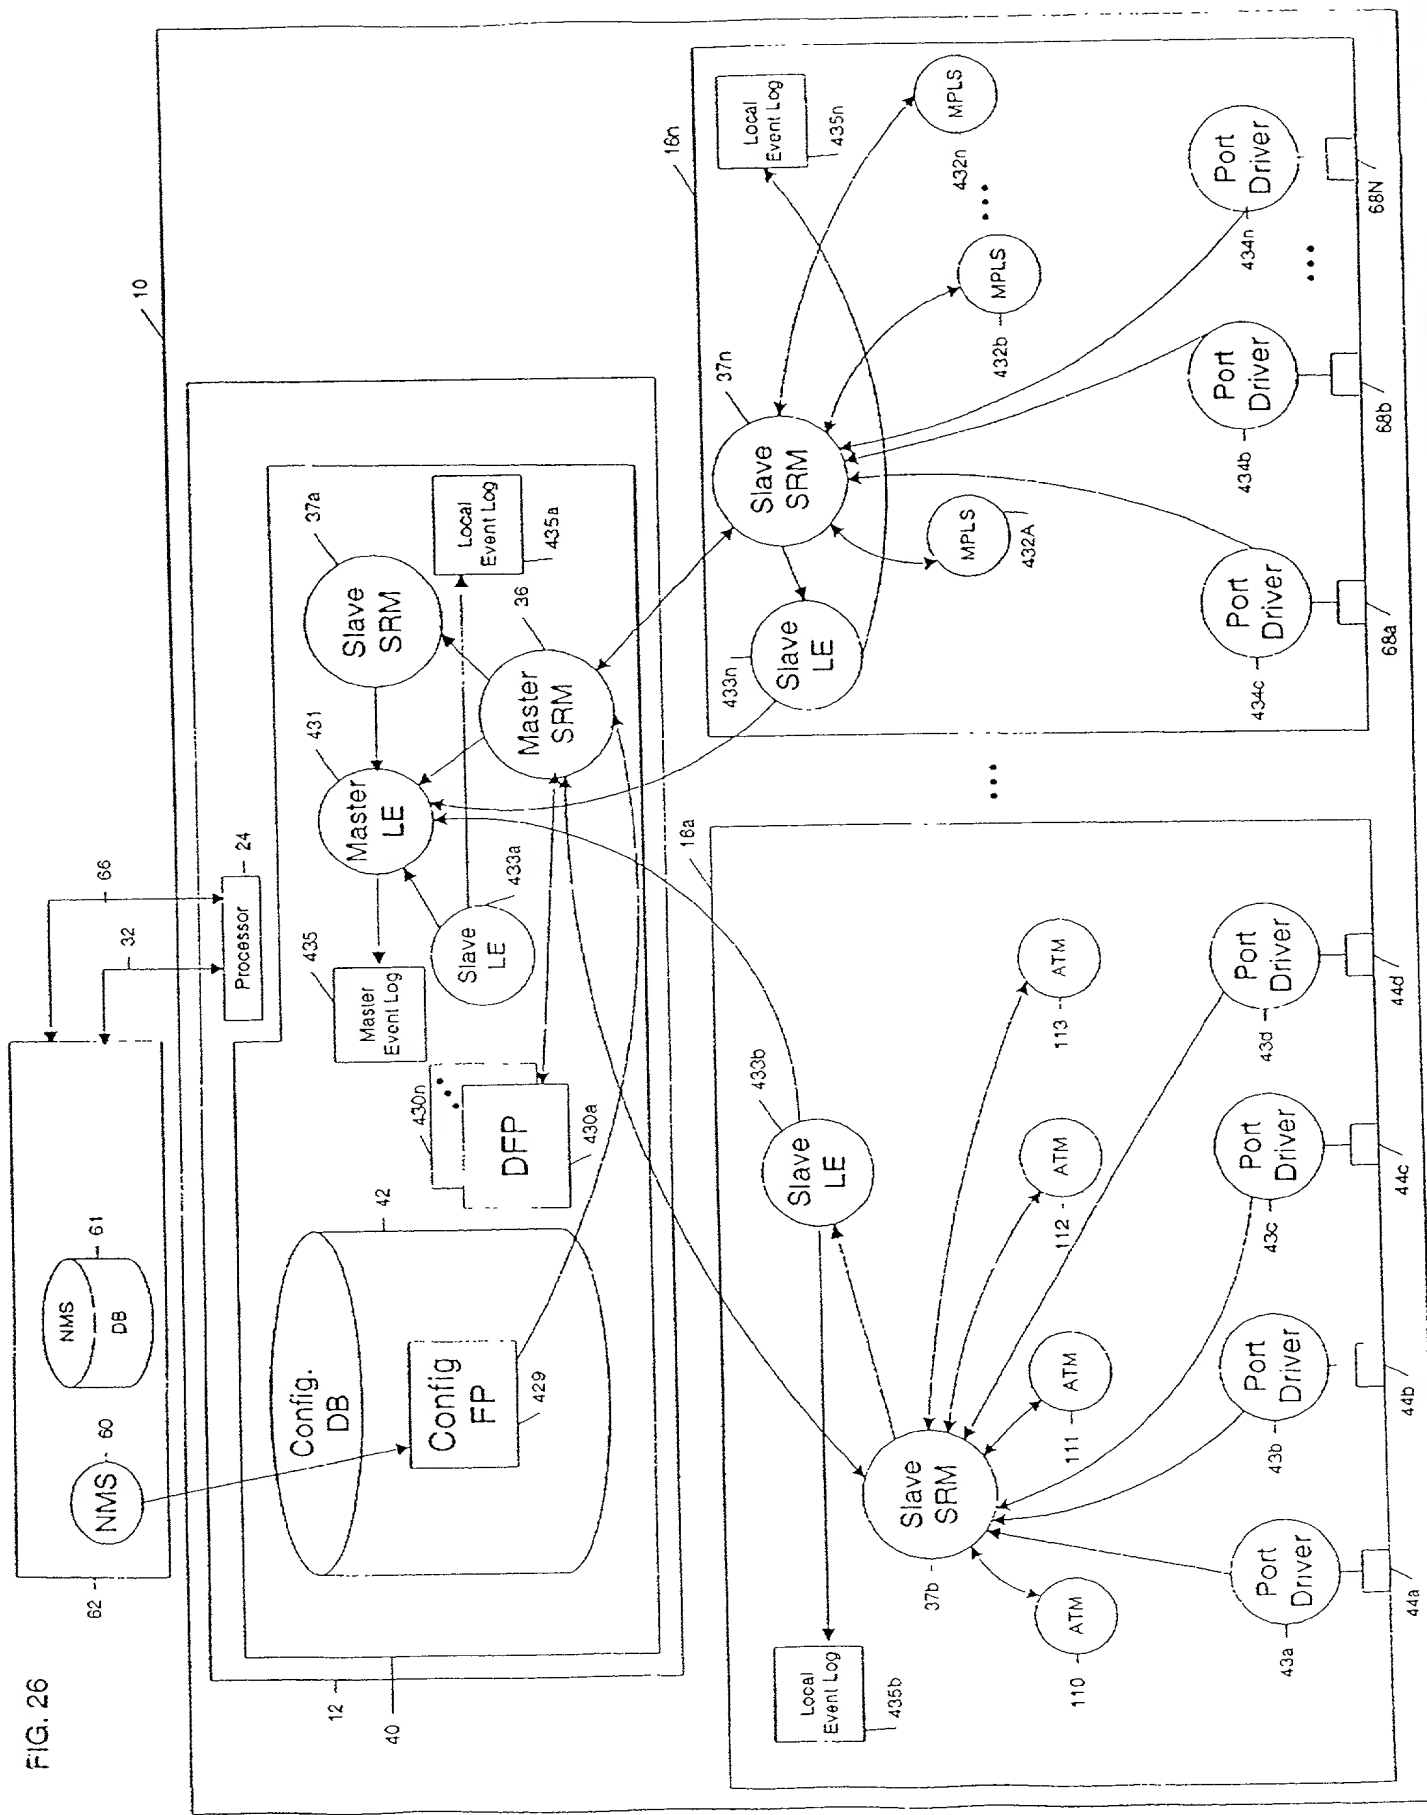 FIG. 26
62
NMS
60
NMS
DB
61
32
66
10
12
40
Processor
24
Config.
DB
42
Config
FP
429
DFP
430a
430n
Master
Event Log
435
Slave
LE
433a
Master
LE
431
Slave
SRM
37a
Master
SRM
36
Local
Event Log
435a
16a
Local
Event Log
435b
Slave
LE
433b
Slave
SRM
37b
ATM
110
ATM
111
ATM
112
ATM
113
Port
Driver
43a
44a
Port
Driver
43b
44b
Port
Driver
43c
44c
Port
Driver
43d
44d
16n
Slave
LE
433n
Slave
SRM
37n
Local
Event Log
435n
MPLS
432A
MPLS
432b
MPLS
432n
Port
Driver
434c
68a
Port
Driver
434b
68b
Port
Driver
434n
68N